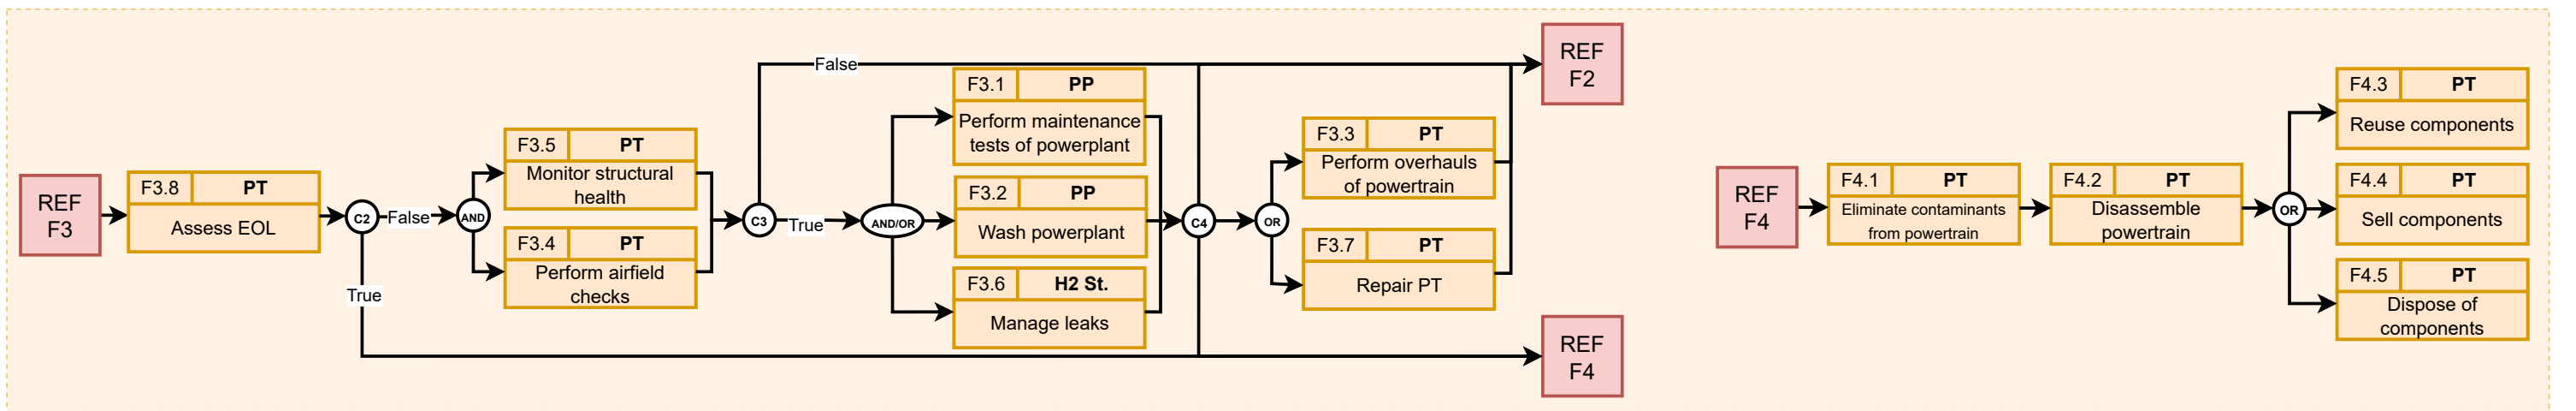 REF
F3
F3.8 PT
Assess EOL
C2
False
True
AND
F3.5 PT
Monitor structural
health
F3.4 PT
Perform airfield
checks
C3
False
True
AND/OR
F3.1 PP
Perform maintenance
tests of powerplant
F3.2 PP
Wash powerplant
F3.6 H2 St.
Manage leaks
C4
OR
F3.3 PT
Perform overhauls
of powertrain
F3.7 PT
Repair PT
REF
F2
REF
F4
REF
F4
F4.1 PT
Eliminate contaminants
from powertrain
F4.2 PT
Disassemble
powertrain
OR
F4.3 PT
Reuse components
F4.4 PT
Sell components
F4.5 PT
Dispose of
components